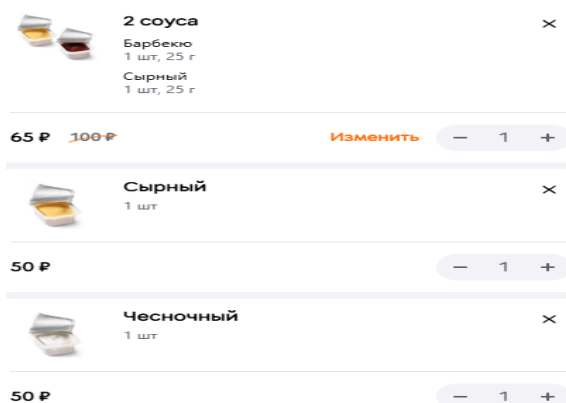 2 соуса
×
Барбекю
1 шт, 25 г
Сырный
1 шт, 25 г
65 ₽ 100 ₽ Изменить − 1 +
Сырный
×
1 шт
50 ₽ − 1 +
Чесночный
×
1 шт
50 ₽ − 1 +